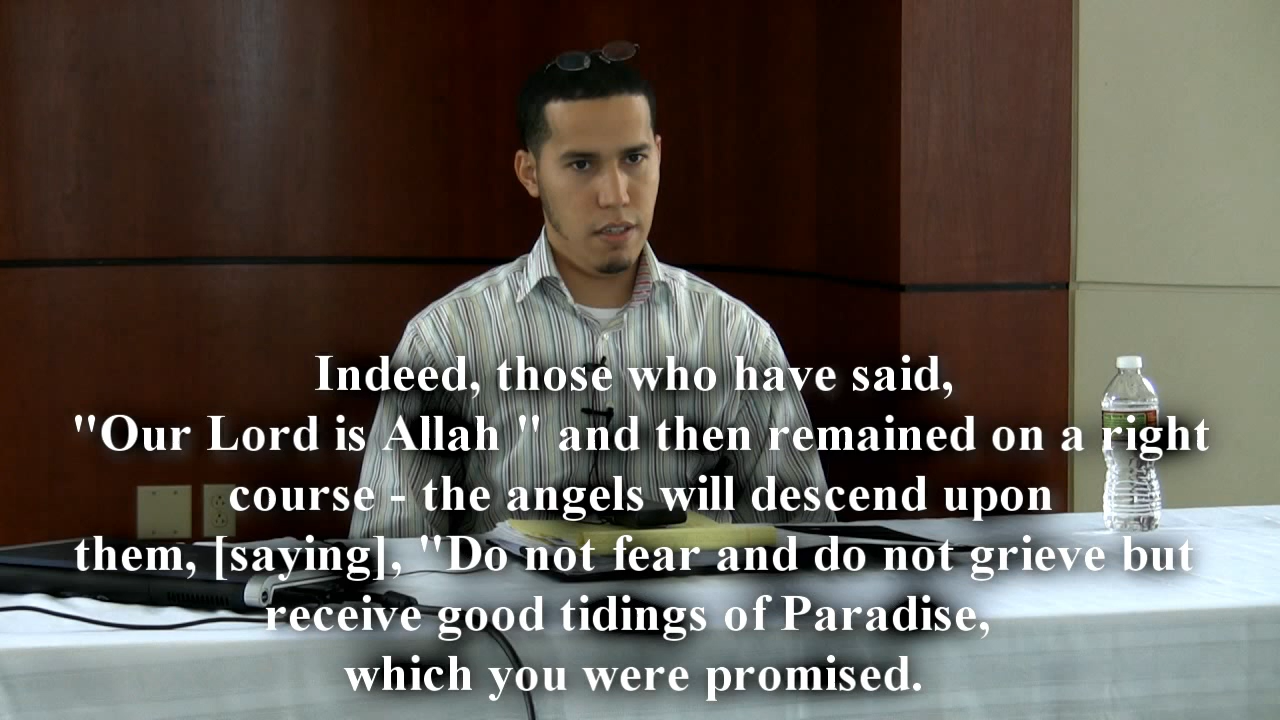 Indeed, those who have said,
"Our Lord is Allah " and then remained on a right
course - the angels will descend upon
them, [saying], "Do not fear and do not grieve but
receive good tidings of Paradise,
which you were promised.